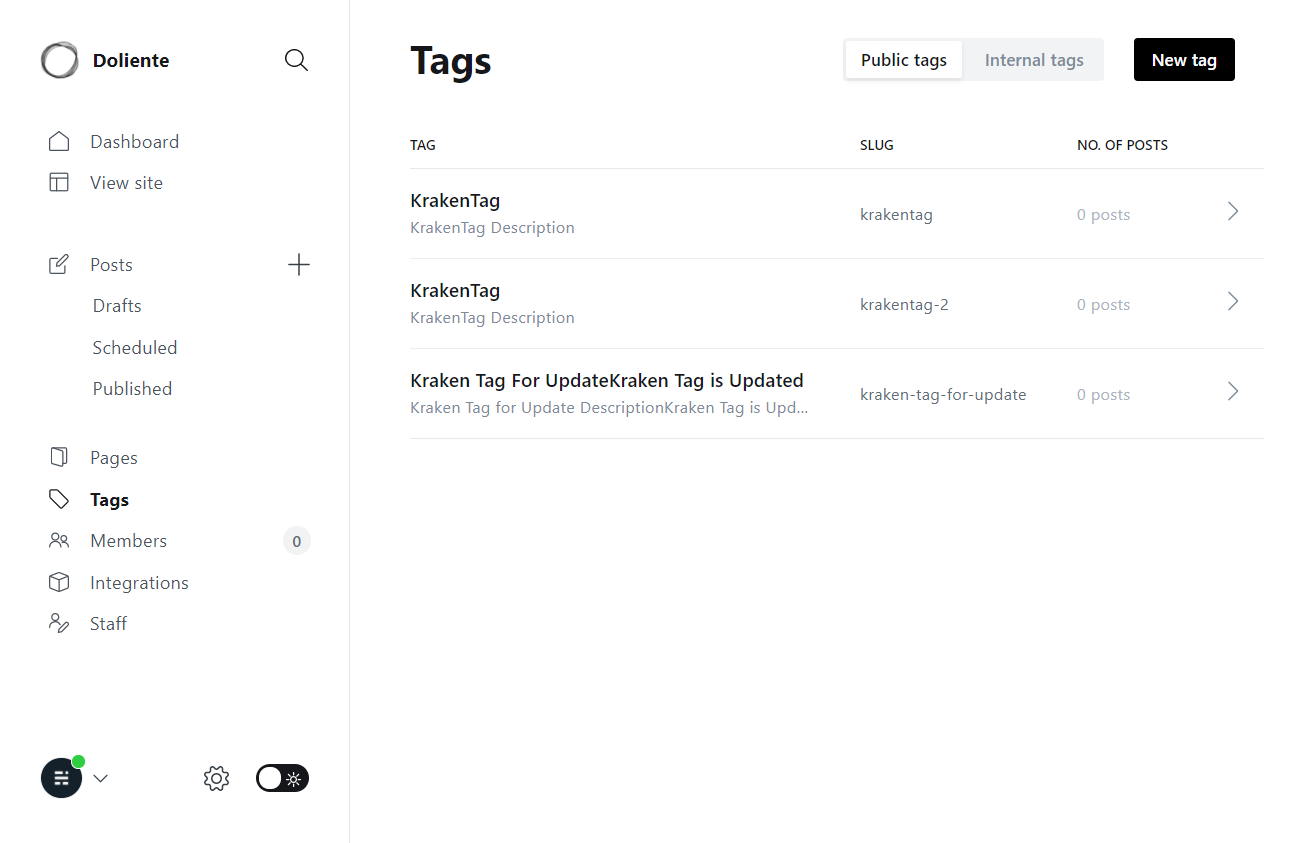 Doliente
Dashboard
View site
Posts
Drafts
Scheduled
Published
Pages
Tags
Members 0
Integrations
Staff
Tags
Public tags Internal tags New tag
TAG SLUG NO. OF POSTS
KrakenTag
KrakenTag Description krakentag 0 posts
KrakenTag
KrakenTag Description krakentag-2 0 posts
Kraken Tag For UpdateKraken Tag is Updated
Kraken Tag for Update DescriptionKraken Tag is Upd... kraken-tag-for-update 0 posts